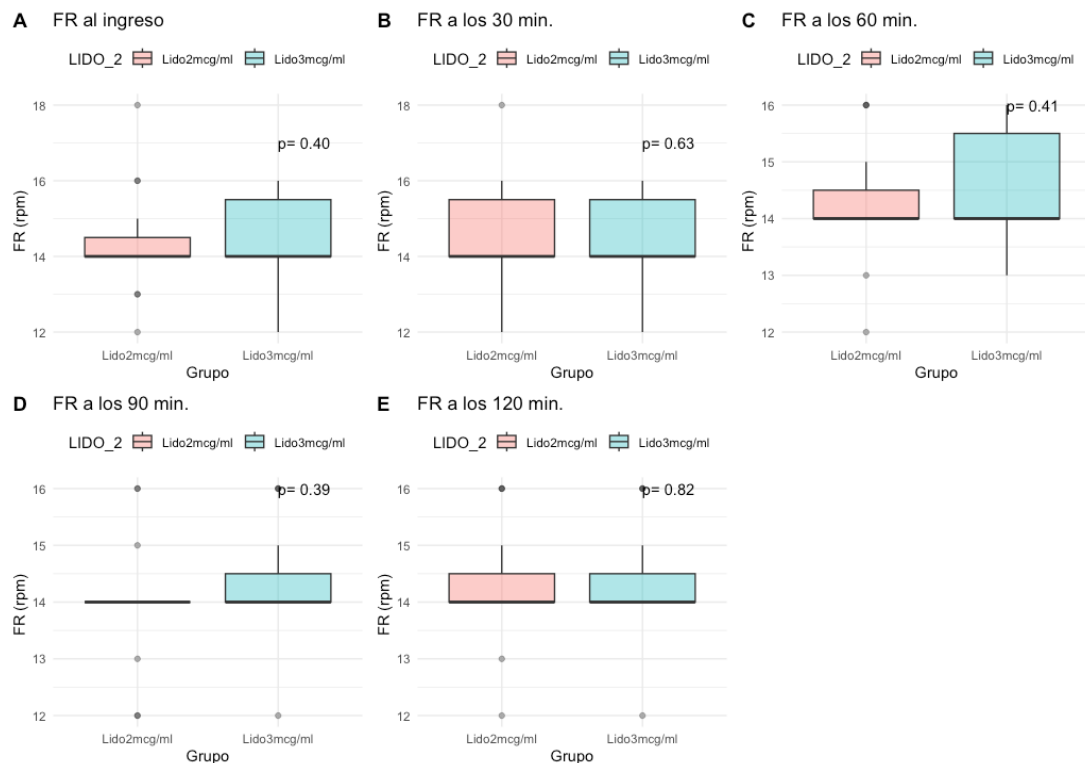 A FR al ingreso
LIDO_2 Lido2mcg/ml Lido3mcg/ml
18
16
14
12
FR (rpm)
p= 0.40
Lido2mcg/ml Lido3mcg/ml
Grupo
B FR a los 30 min.
LIDO_2 Lido2mcg/ml Lido3mcg/ml
18
16
14
12
FR (rpm)
p= 0.63
Lido2mcg/ml Lido3mcg/ml
Grupo
C FR a los 60 min.
LIDO_2 Lido2mcg/ml Lido3mcg/ml
16
15
14
13
12
FR (rpm)
p= 0.41
Lido2mcg/ml Lido3mcg/ml
Grupo
D FR a los 90 min.
LIDO_2 Lido2mcg/ml Lido3mcg/ml
16
15
14
13
12
FR (rpm)
p= 0.39
Lido2mcg/ml Lido3mcg/ml
Grupo
E FR a los 120 min.
LIDO_2 Lido2mcg/ml Lido3mcg/ml
16
15
14
13
12
FR (rpm)
p= 0.82
Lido2mcg/ml Lido3mcg/ml
Grupo